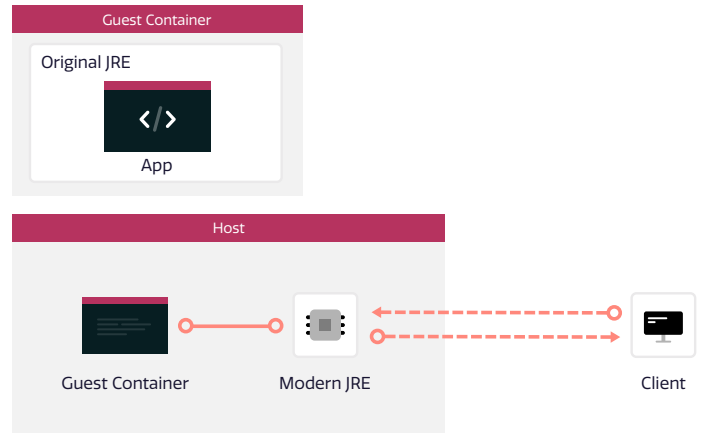 Guest Container
Original JRE
</>
App
Host
Guest Container
Modern JRE
Client